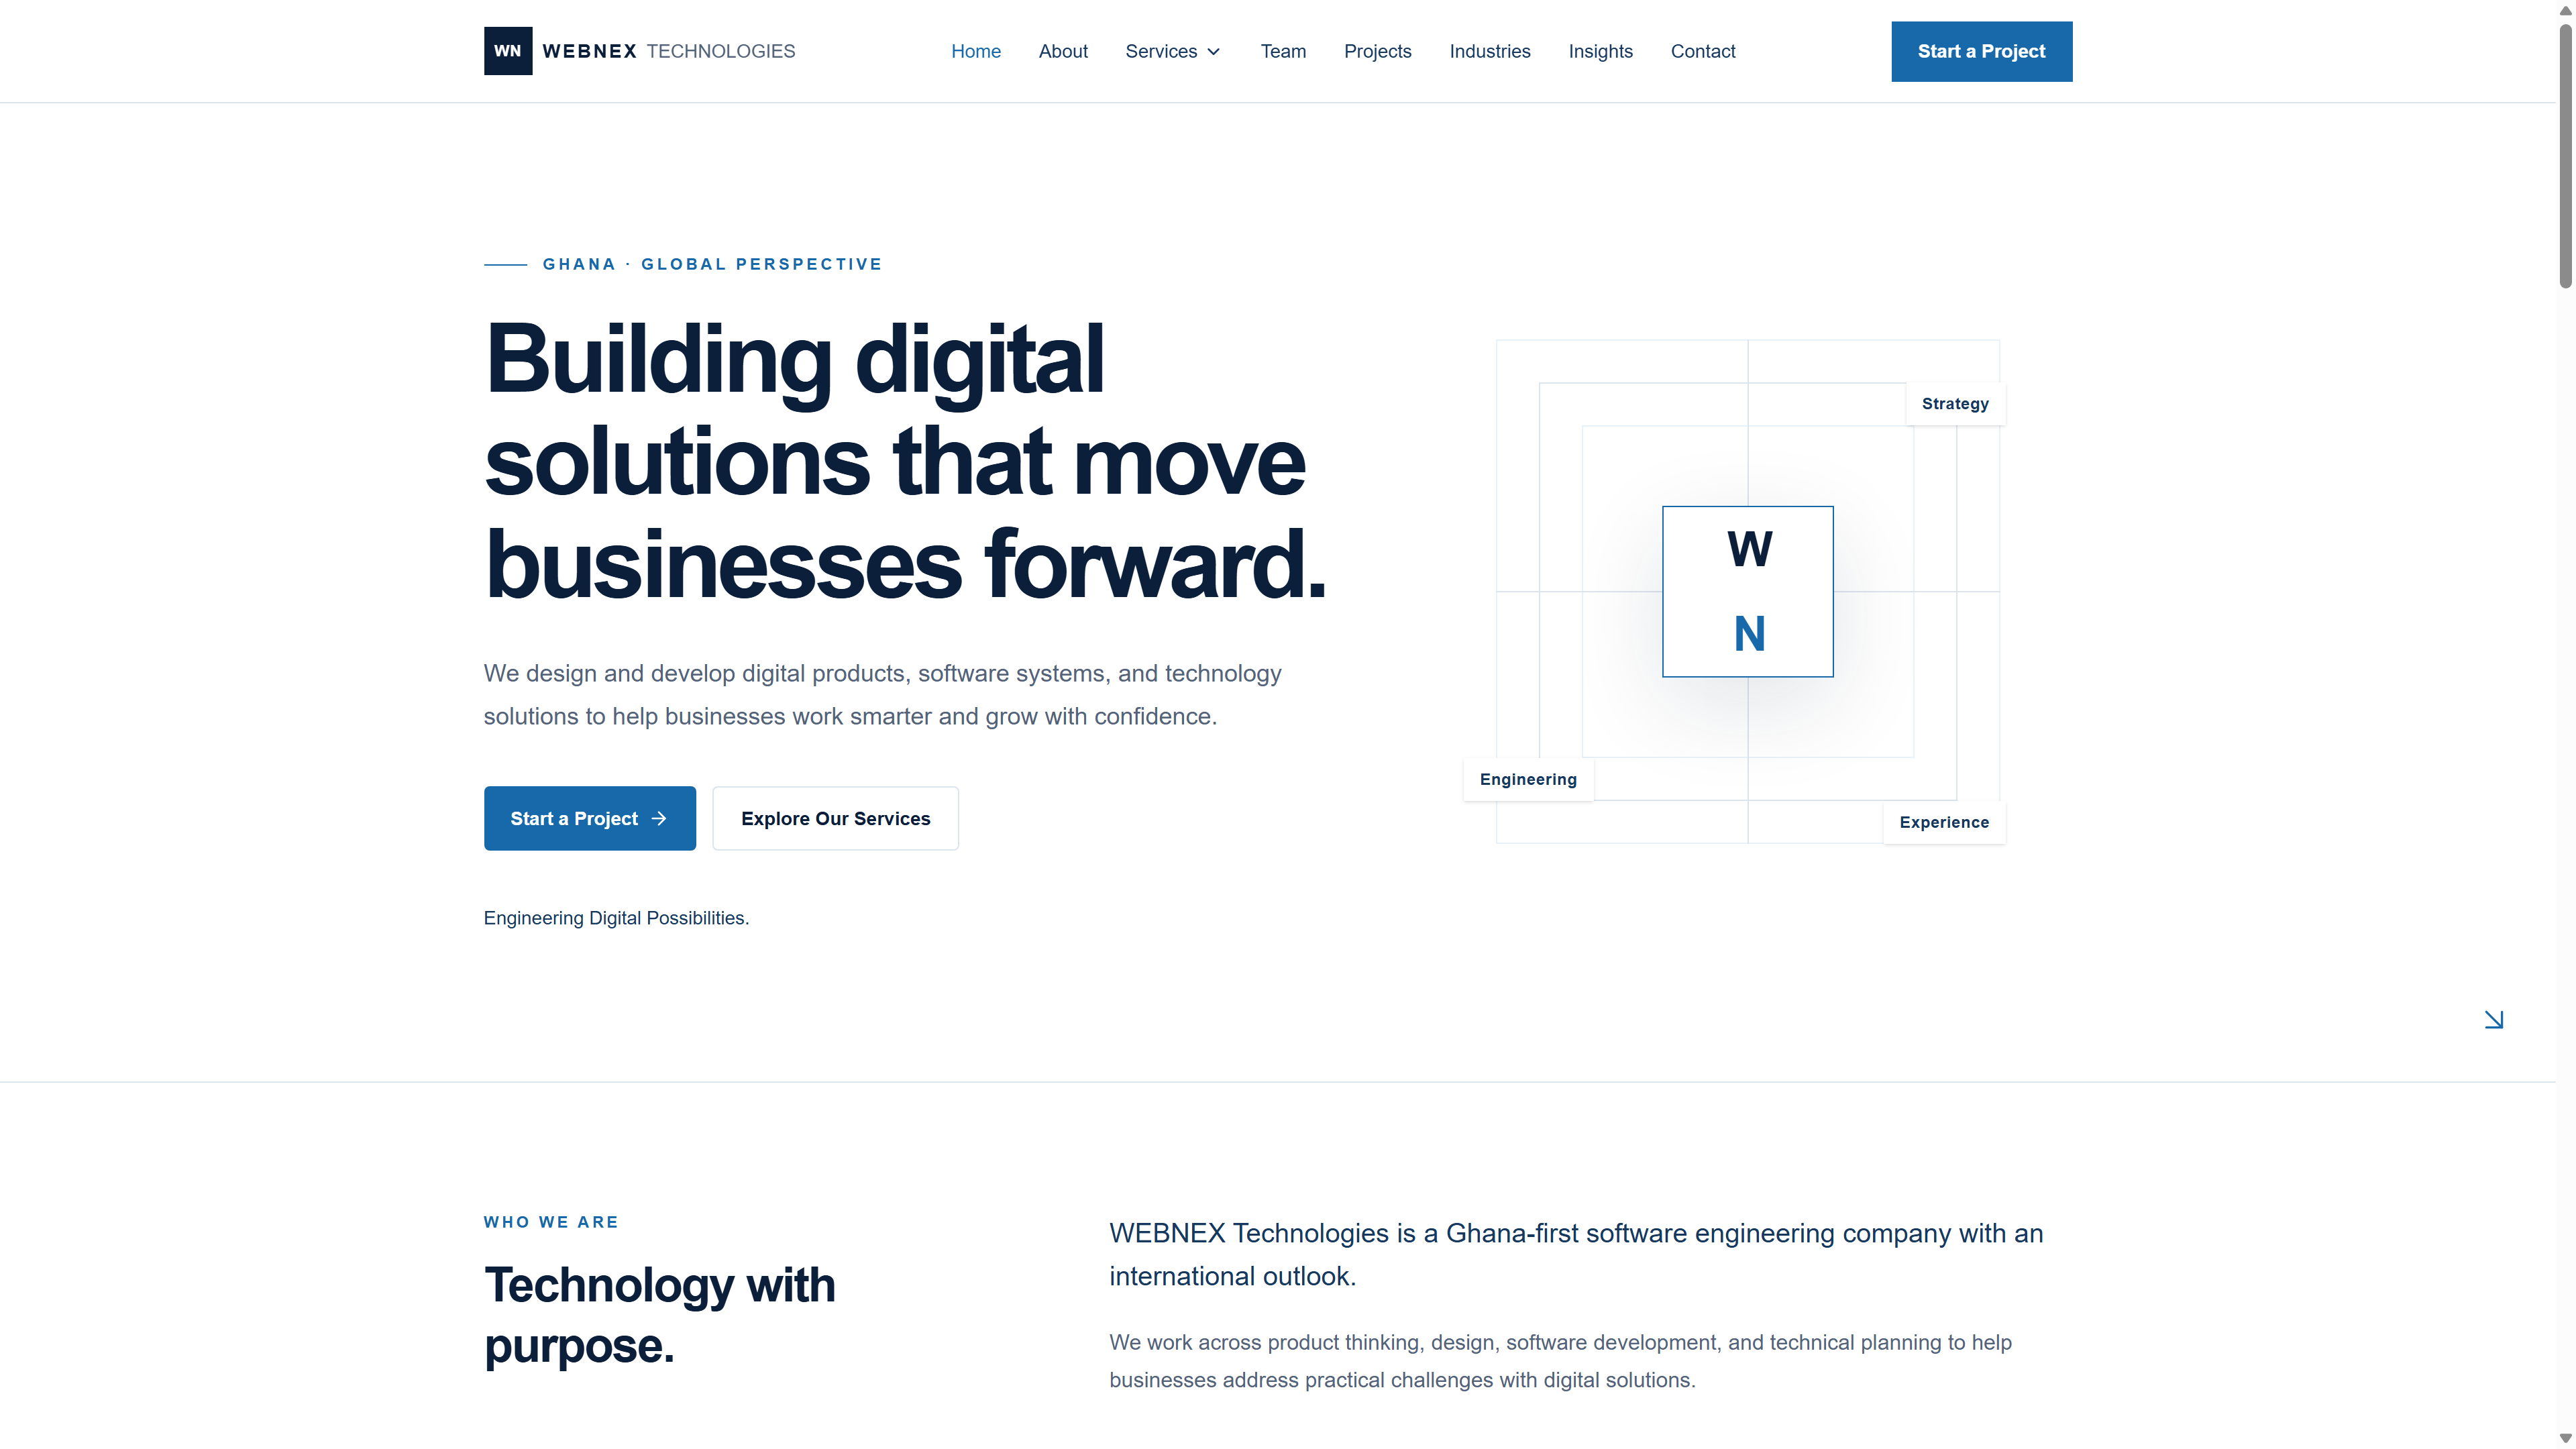 WN WEBNEX TECHNOLOGIES Home About Services Team Projects Industries Insights Contact Start a Project
GHANA · GLOBAL PERSPECTIVE
Building digital
solutions that move
businesses forward.
We design and develop digital products, software systems, and technology
solutions to help businesses work smarter and grow with confidence.
Start a Project Explore Our Services
Engineering Digital Possibilities.
Strategy
W
N
Engineering
Experience
WHO WE ARE
Technology with
purpose.
WEBNEX Technologies is a Ghana-first software engineering company with an
international outlook.
We work across product thinking, design, software development, and technical planning to help
businesses address practical challenges with digital solutions.